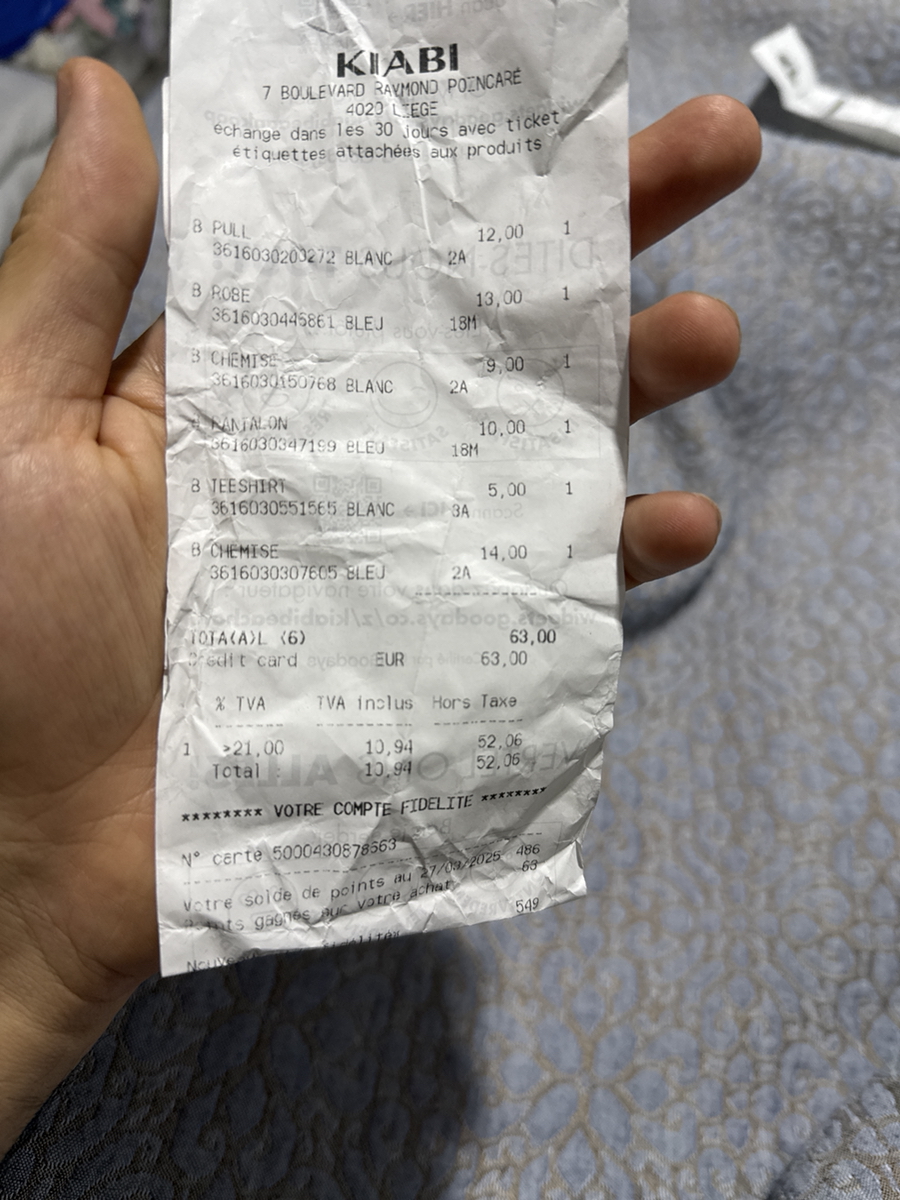 KIABI
7 BOULEVARD RAYMOND POINCARÉ
4020 LIEGE
échange dans les 30 jours avec ticket
étiquettes attachées aux produits
B PULL 12,00 1
3616030200272 BLANC 2A
B ROBE 13,00 1
3616030445861 BLEU 18M
B CHEMISE 9,00 1
3616030150768 BLANC 2A
PANTALON 10,00 1
3616030347199 BLEU 18M
B TEESHIRT 5,00 1
3616030551565 BLANC 3A
B CHEMISE 14,00 1
3616030307605 BLEU 2A
TOTA(A)L (6) 63,00
Credit card EUR 63,00
% TVA TVA inclus Hors Taxe
1 >21,00 10,94 52,06
Total : 10,94 52,06
******** VOTRE COMPTE FIDELITE ********
N° carte 5000430878563
Votre solde de points au 27/03/2025 486
Points gagnés sur votre achat 63
549